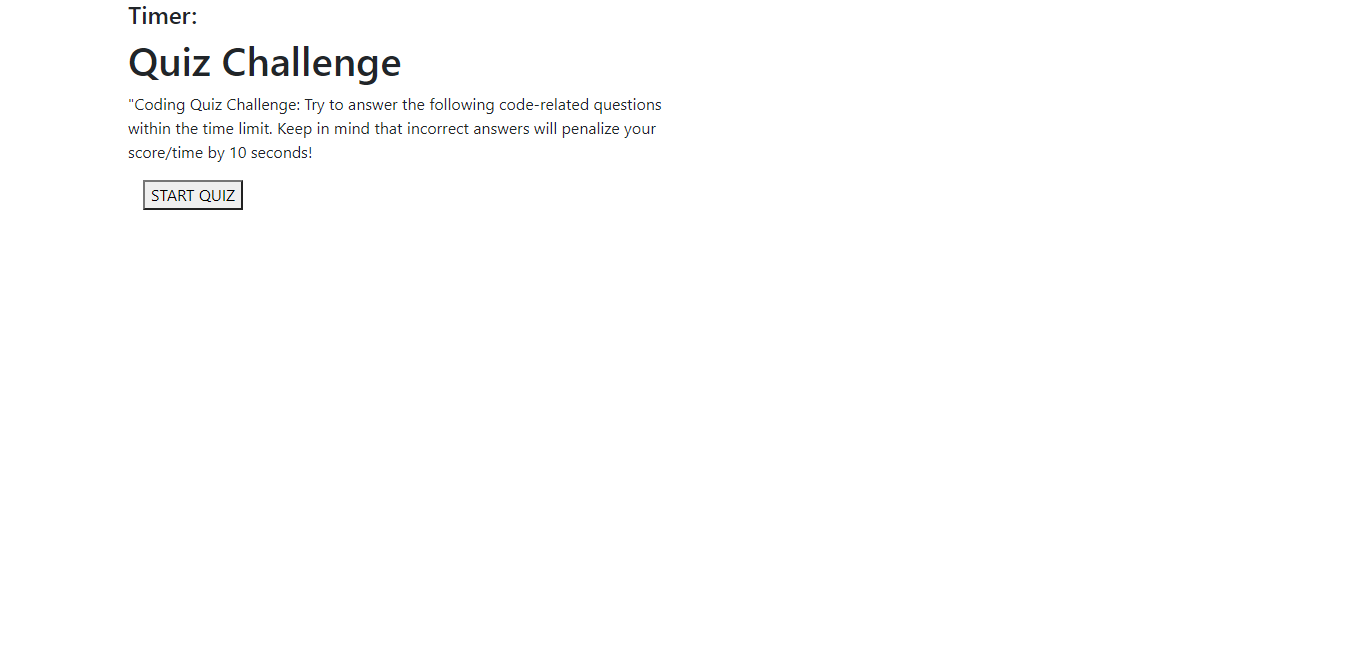 Timer:
Quiz Challenge
"Coding Quiz Challenge: Try to answer the following code-related questions
within the time limit. Keep in mind that incorrect answers will penalize your
score/time by 10 seconds!
START QUIZ